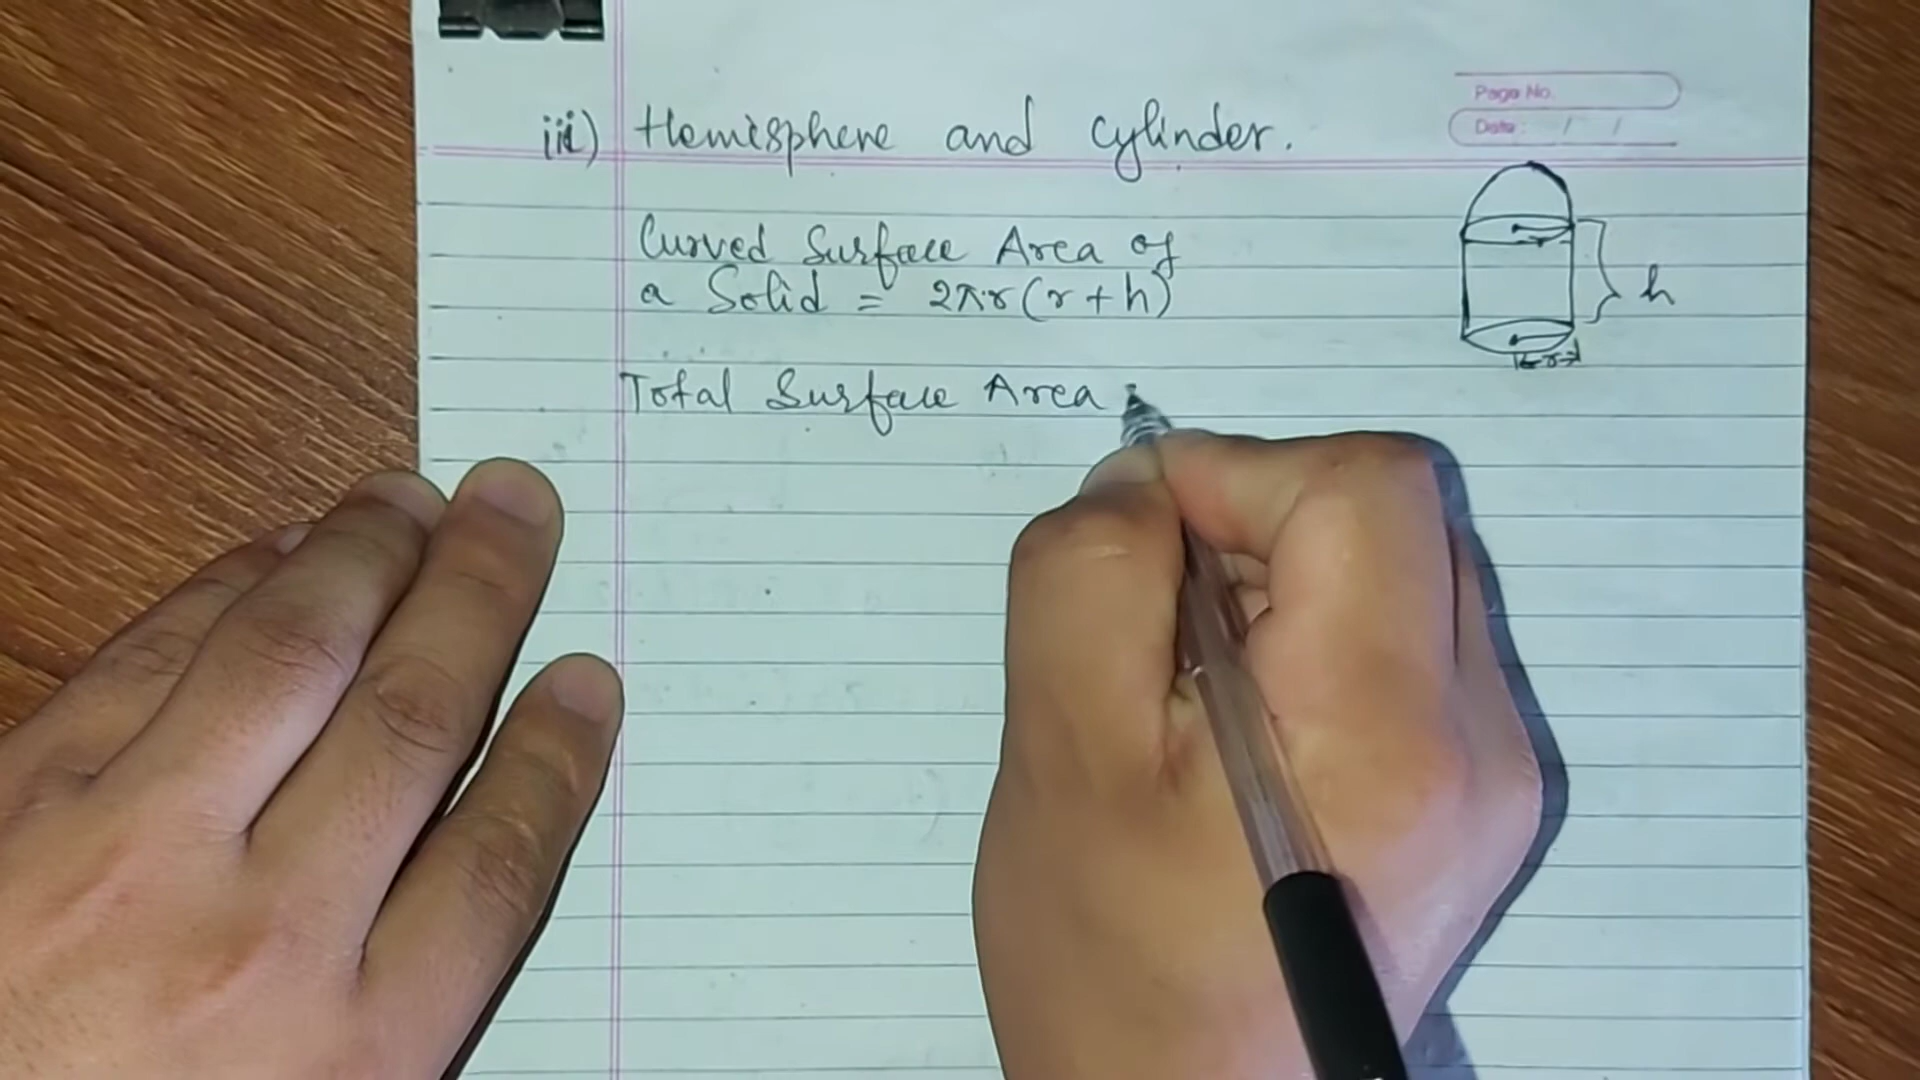 Page No.
Date : / /
iii) Hemisphere and cylinder.
Curved Surface Area of
a Solid = 2πr(r+h)
h
r
Total Surface Area